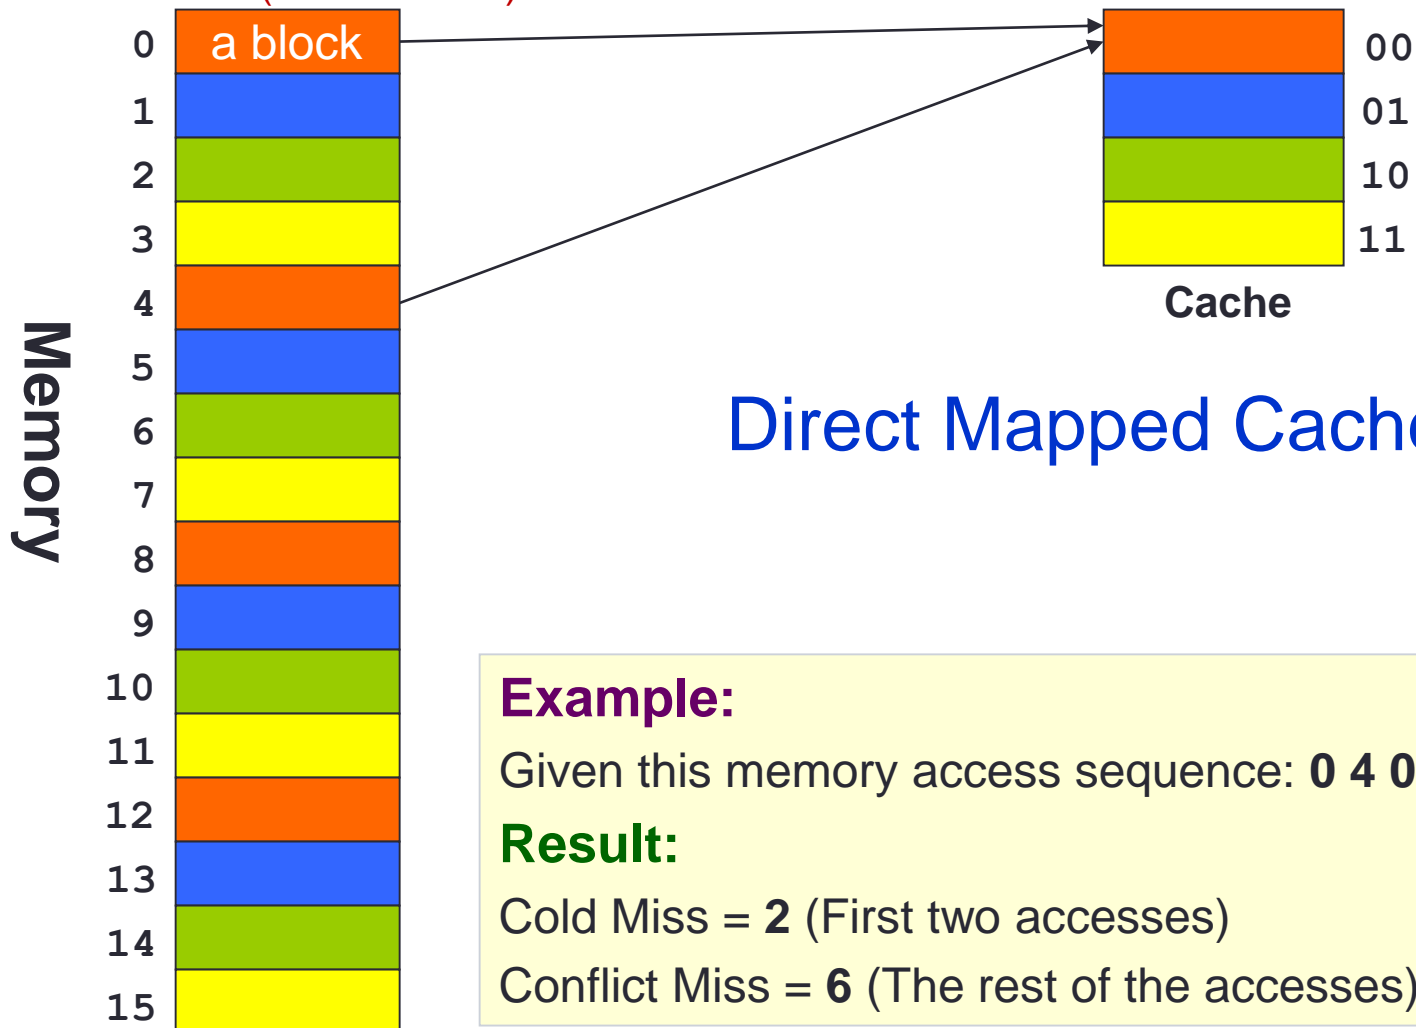 0 a block 00
1 01
2 10
3 11
4
Cache
5
6
Direct Mapped Cache
7
8
9
10
11
12
13
14
15
Memory
Example:
Given this memory access sequence: 0 4 0
Result:
Cold Miss = 2 (First two accesses)
Conflict Miss = 6 (The rest of the accesses)